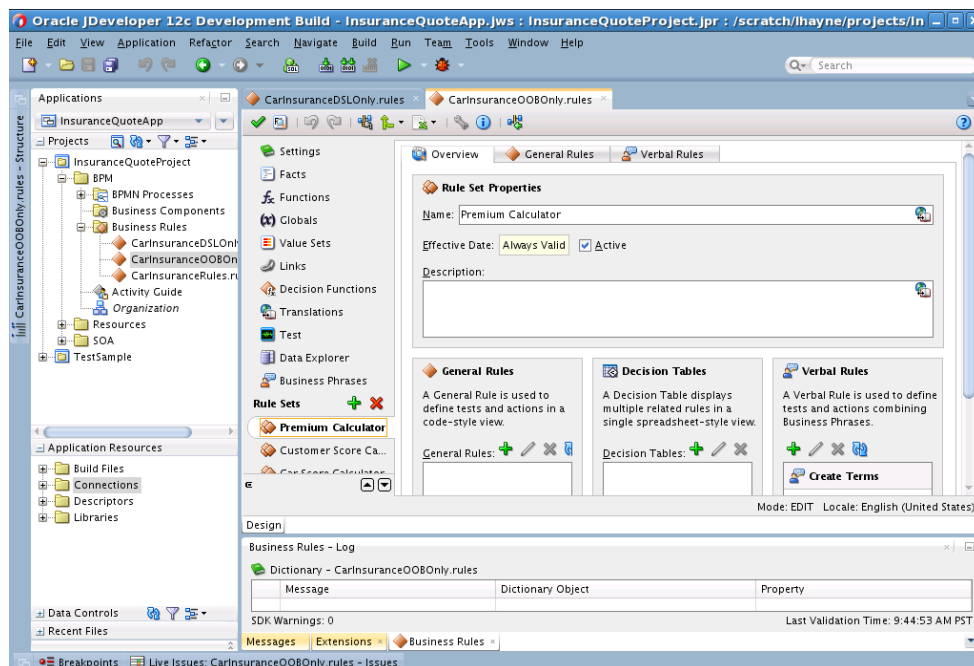 Oracle JDeveloper 12c Development Build - InsuranceQuoteApp.jws : InsuranceQuoteProject.jpr : /scratch/lhayne/projects/In
File Edit View Application Refactor Search Navigate Build Run Team Tools Window Help
Search
CarInsuranceOOBOnly.rules - Structure
Applications
InsuranceQuoteApp
Projects
InsuranceQuoteProject
BPM
BPMN Processes
Business Components
Business Rules
CarInsuranceDSLOnl
CarInsuranceOOBOn
CarInsuranceRules.r
Activity Guide
Organization
Resources
SOA
TestSample
Application Resources
Build Files
Connections
Descriptors
Libraries
Data Controls
Recent Files
CarInsuranceDSLOnly.rules
CarInsuranceOOBOnly.rules
Settings
Facts
Functions
Globals
Value Sets
Links
Decision Functions
Translations
Test
Data Explorer
Business Phrases
Rule Sets
Premium Calculator
Customer Score Ca...
Car Score Calculator
Overview
General Rules
Verbal Rules
Rule Set Properties
Name: Premium Calculator
Effective Date: Always Valid Active
Description:
General Rules
A General Rule is used to
define tests and actions in a
code-style view.
General Rules:
Decision Tables
A Decision Table displays
multiple related rules in a
single spreadsheet-style view.
Decision Tables:
Verbal Rules
A Verbal Rule is used to define
tests and actions combining
Business Phrases.
Create Terms
Mode: EDIT Locale: English (United States)
Design
Business Rules - Log
Dictionary - CarInsuranceOOBOnly.rules
Message Dictionary Object Property
SDK Warnings: 0 Last Validation Time: 9:44:53 AM PST
Messages Extensions Business Rules
Breakpoints Live Issues: CarInsuranceOOBOnly.rules - Issues